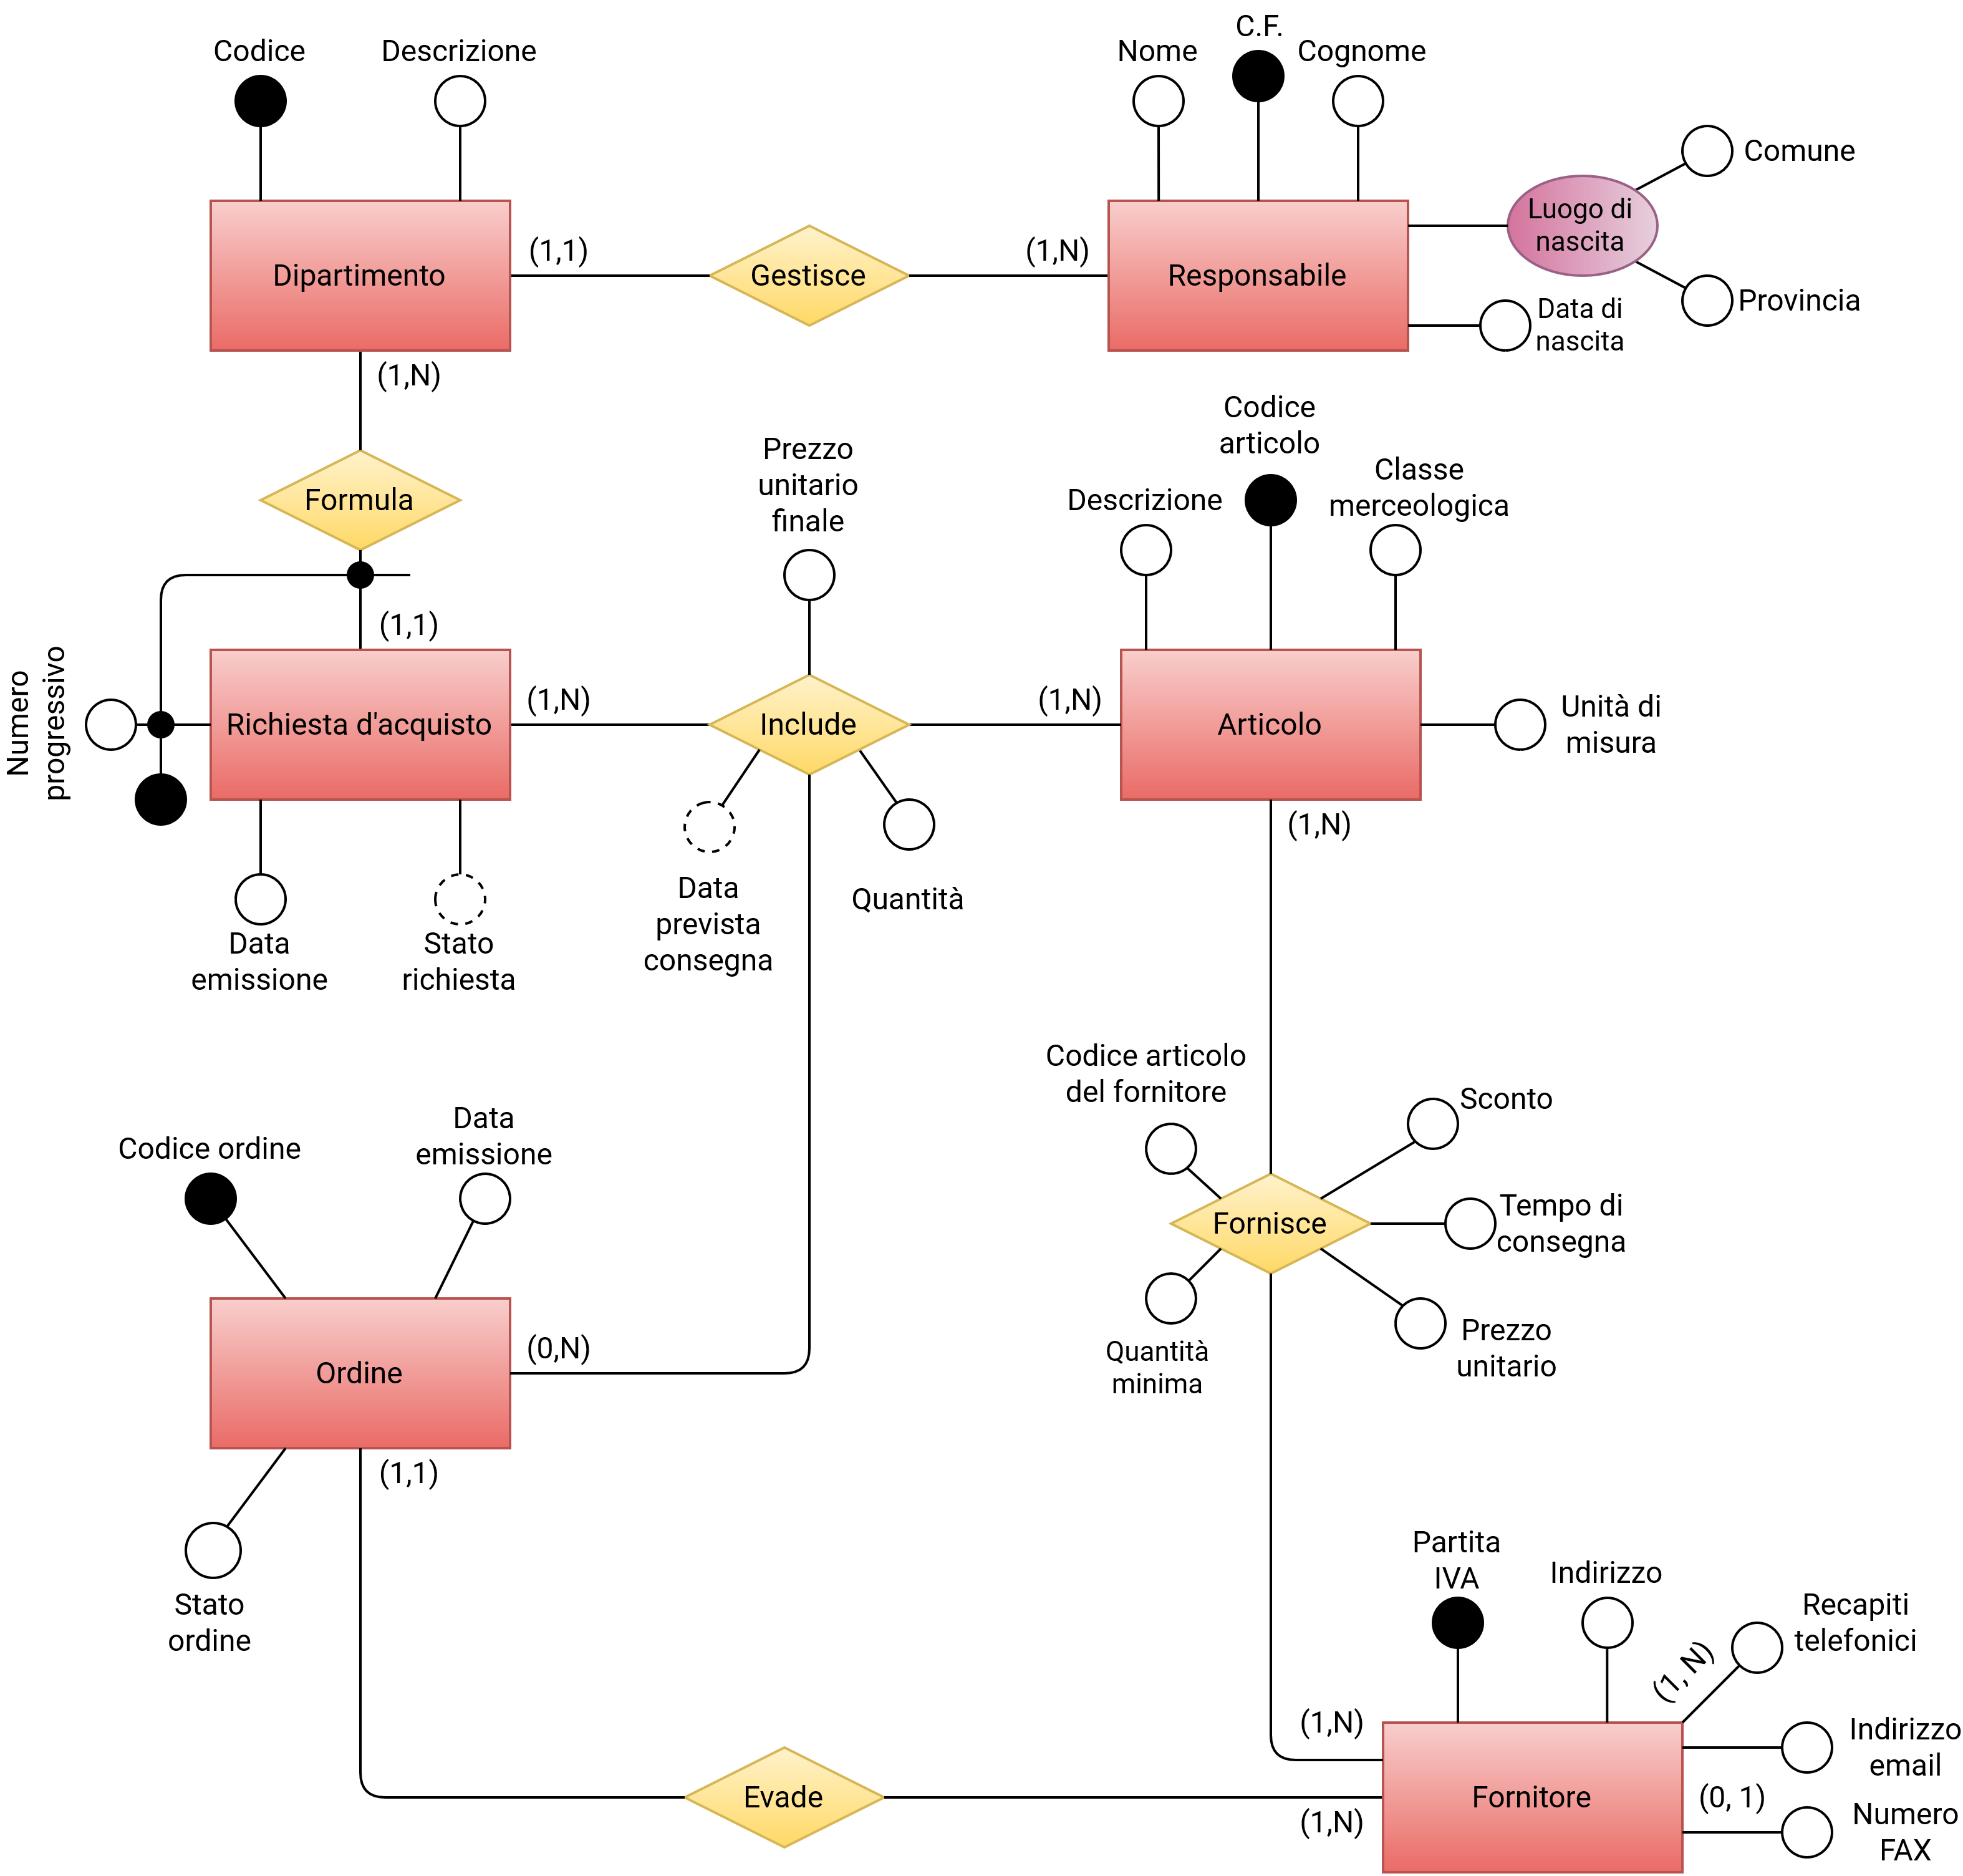 C.F.
Codice
Descrizione
Nome
Cognome
Comune
Luogo di
nascita
Provincia
Data di
nascita
Dipartimento
(1,1)
Gestisce
(1,N)
Responsabile
(1,N)
Formula
(1,1)
Prezzo
unitario
finale
Codice
articolo
Descrizione
Classe
merceologica
Numero
progressivo
Richiesta d'acquisto
(1,N)
Include
(1,N)
Articolo
Unità di
misura
(1,N)
Data
emissione
Stato
richiesta
Data
prevista
consegna
Quantità
Codice articolo
del fornitore
Sconto
Fornisce
Tempo di
consegna
Quantità
minima
Prezzo
unitario
Codice ordine
Data
emissione
Ordine
(0,N)
(1,1)
Stato
ordine
Partita
IVA
Indirizzo
Recapiti
telefonici
(1, N)
(1,N)
Indirizzo
email
Evade
(1,N)
Fornitore
(0, 1)
Numero
FAX